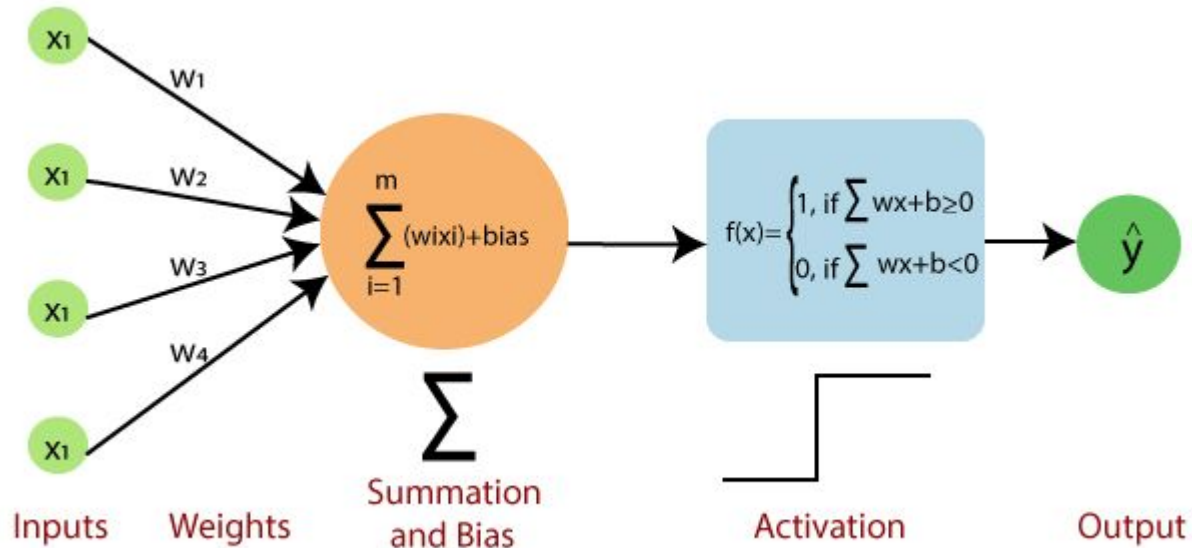 x1
w1
x1
w2
x1
w3
x1
w4
m
∑(wixi)+bias
i=1
f(x)={1, if ∑ wx+b≥0
0, if ∑ wx+b<0
ŷ
∑
Inputs
Weights
Summation
and Bias
Activation
Output